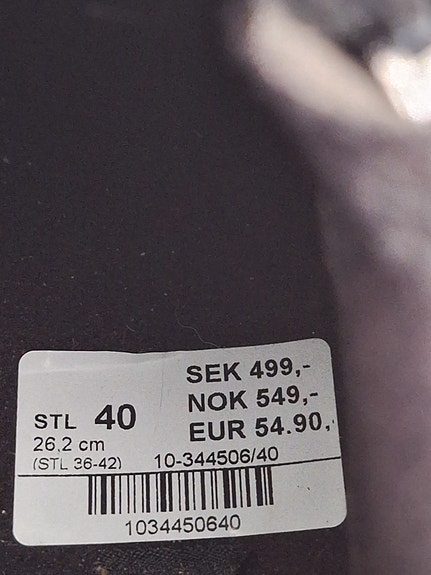 SEK 499,-
NOK 549,-
STL 40 EUR 54.90,-
26,2 cm
(STL 36-42) 10-344506/40
1034450640